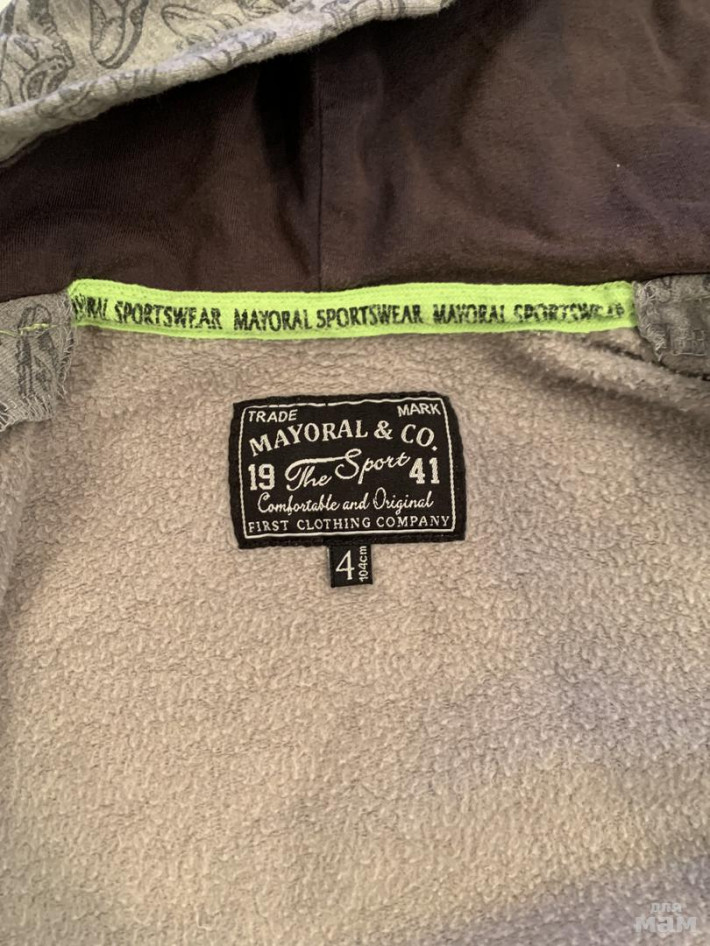 SPORTSWEAR MAYORAL SPORTSWEAR MAYORAL SPORTSWEAR
TRADE MARK
MAYORAL & CO.
19 The Sport 41
Comfortable and Original
FIRST CLOTHING COMPANY
4 104cm
для
мам